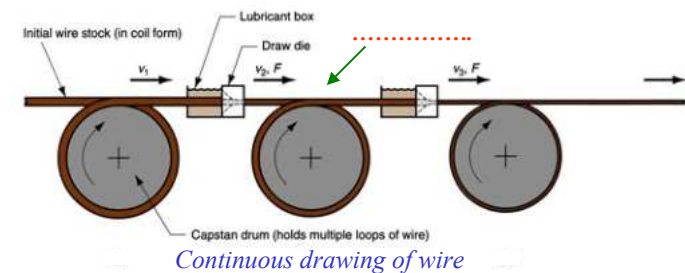 Lubricant box
Initial wire stock (in coil form)
Draw die
v₁
v₂, F
v₃, F
Capstan drum (holds multiple loops of wire)
Continuous drawing of wire